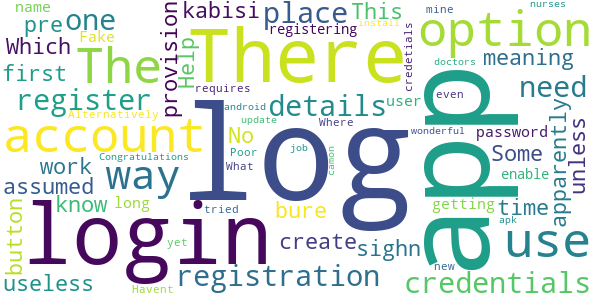 name
pre
one
kabisi
place
This
mine
nurses
Fake
install
option
Which
The
There
provision
Help
registering
credetials
doctors
meaning
first
requires
user
need
register
details
even
unless
android
Alternatively
update
No
Where
wonderful
password
account
log
app
apparently
Congratulations
Poor
job
Some
work
way
What
camon
enable
assumed
know
long
tried
bure
getting
time
button
login
create
sighn
apk
use
yet
useless
Havent
registration
new
credentials